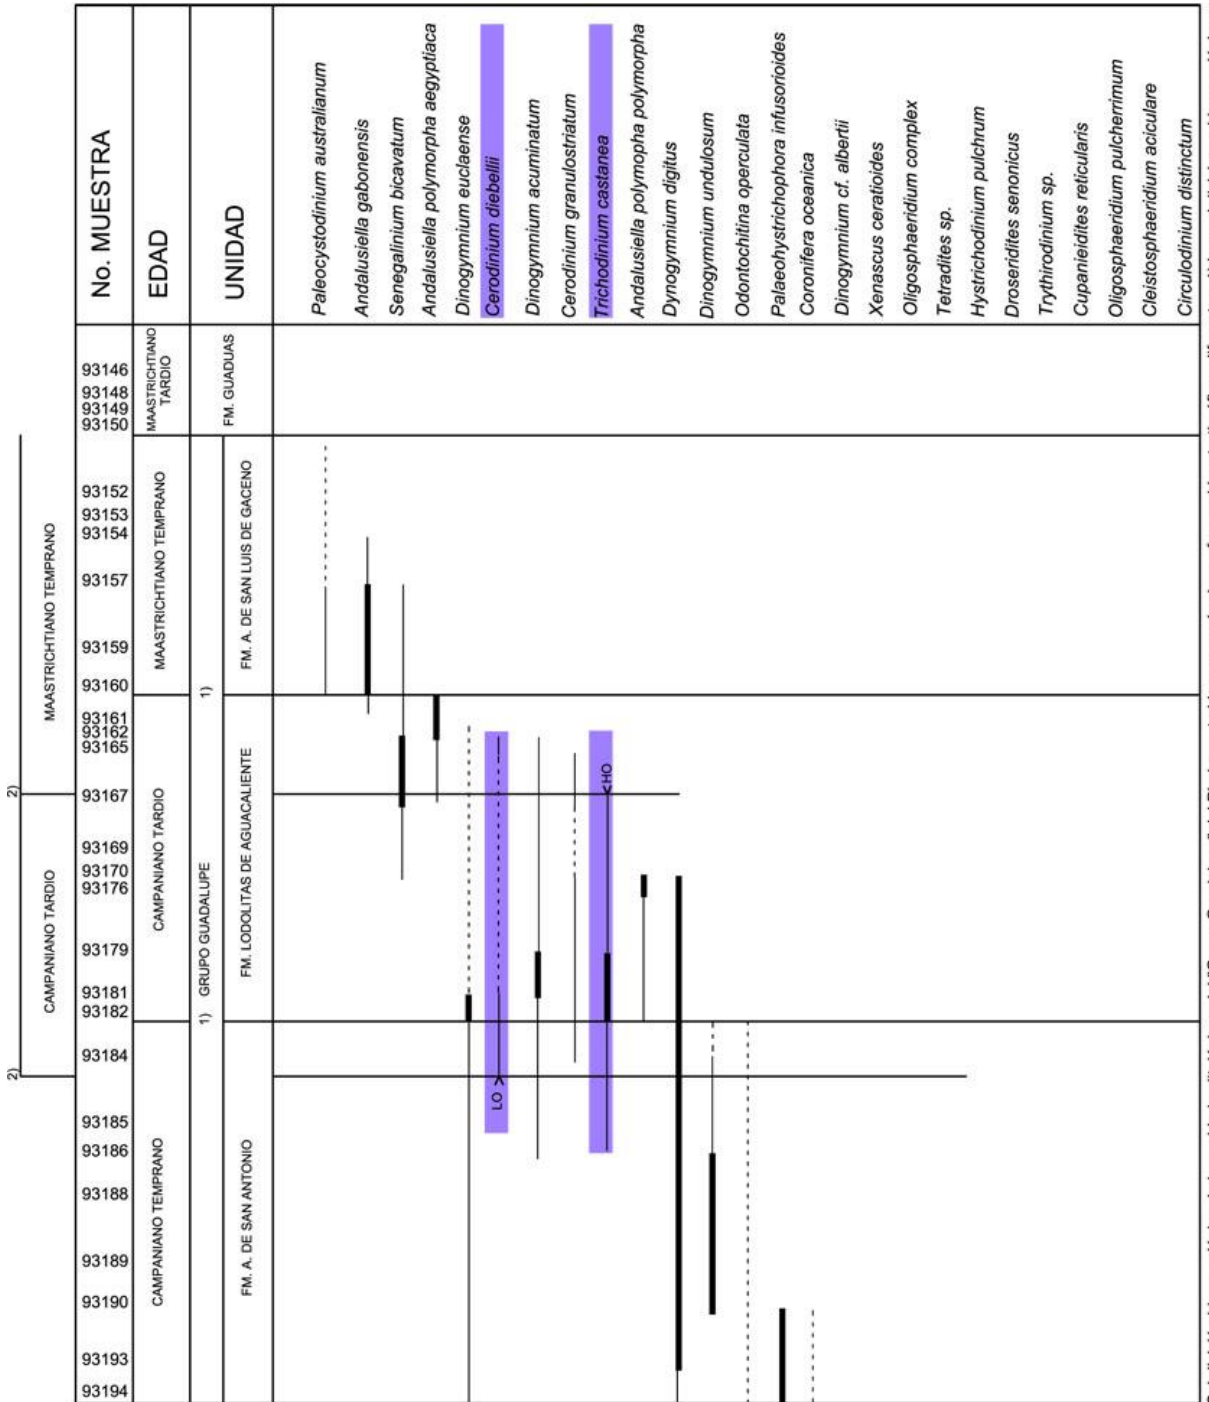 No. MUESTRA
EDAD
UNIDAD
Paleocystodinium australianum
Andalusiella gabonensis
Senegalinium bicavatum
Andalusiella polymorpha aegyptiaca
Dinogymnium euclaense
Cerodinium diebellii
Dinogymnium acuminatum
Cerodinium granulostriatum
Trichodinium castanea
Andalusiella polymopha polymorpha
Dynogymnium digitus
Dinogymnium undulosum
Odontochitina operculata
Palaeohystrichophora infusorioides
Coronifera oceanica
Dinogymnium cf. albertii
Xenascus ceratioides
Oligosphaeridium complex
Tetradites sp.
Hystrichodinium pulchrum
Droseridites senonicus
Trythirodinium sp.
Cupanieidites reticularis
Oligosphaeridium pulcherrimum
Cleistosphaeridium aciculare
Circulodinium distinctum
93146
93148
93149
93150
MAASTRICHTIANO
TARDIO
FM. GUADUAS
MAASTRICHTIANO TEMPRANO
93152
93153
93154
93157
93159
93160
MAASTRICHTIANO TEMPRANO
FM. A. DE SAN LUIS DE GACENO
1)
93161
93162
93165
2)
93167
<HO
CAMPANIANO TARDIO
93169
93170
93176
93179
93181
93182
CAMPANIANO TARDIO
GRUPO GUADALUPE
FM. LODOLITAS DE AGUACALIENTE
1)
93184
2)
LO >
93185
93186
93188
93189
93190
93193
93194
CAMPANIANO TEMPRANO
FM. A. DE SAN ANTONIO